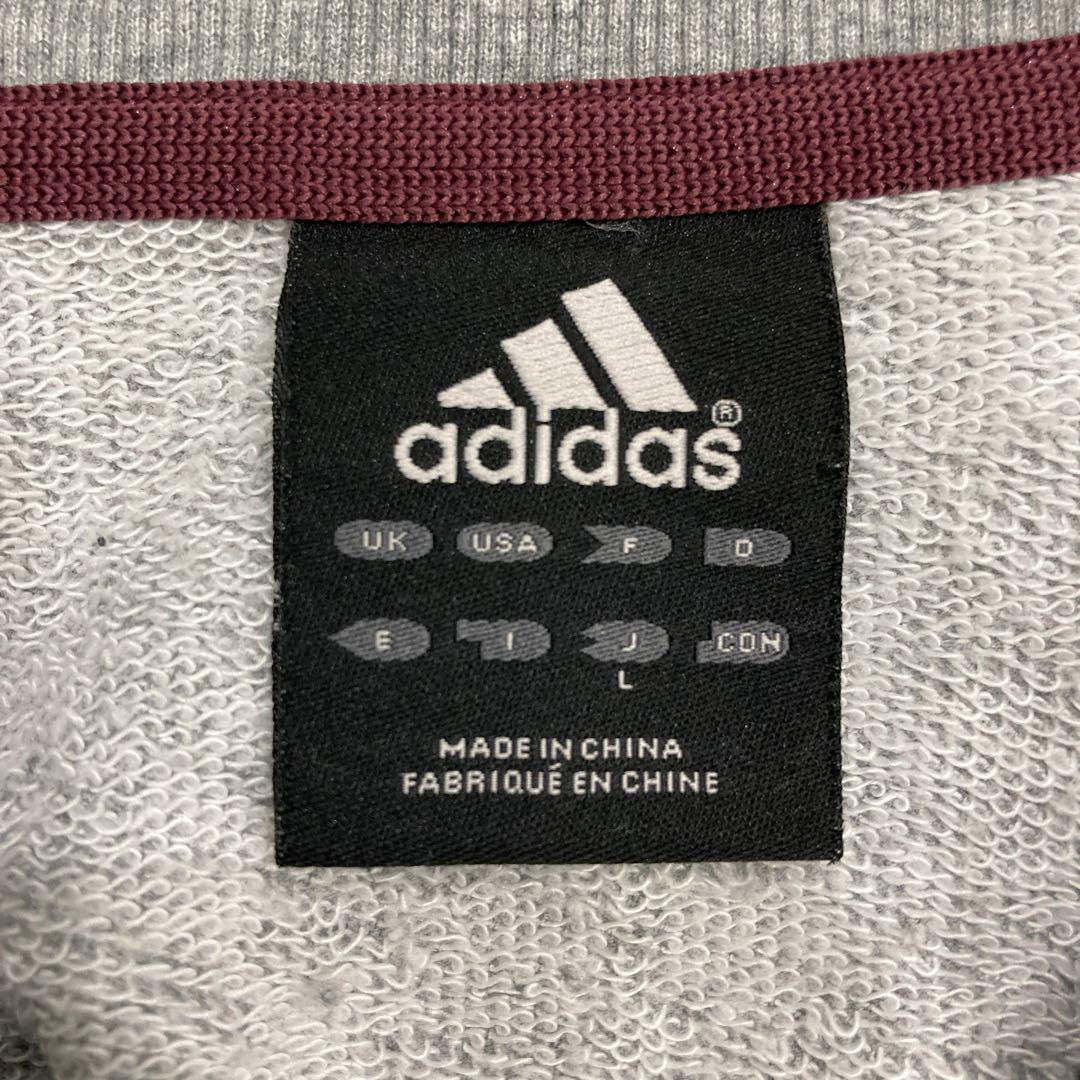 adidas®
UK USA F D
E I J CON
L
MADE IN CHINA
FABRIQUÉ EN CHINE